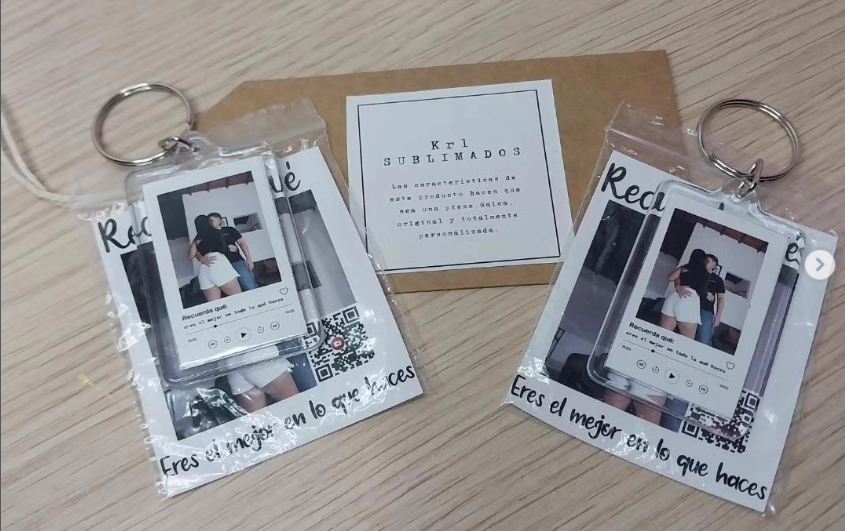 Krl
SUBLIMADOS
Las características de
este producto hacen que
sea una pieza única,
original y totalmente
personalizada.
Recuerda qué:
eres el mejor en todo lo que haces
Eres el mejor en lo que haces
Recuerda qué:
eres el mejor en todo lo que haces
Eres el mejor en lo que haces